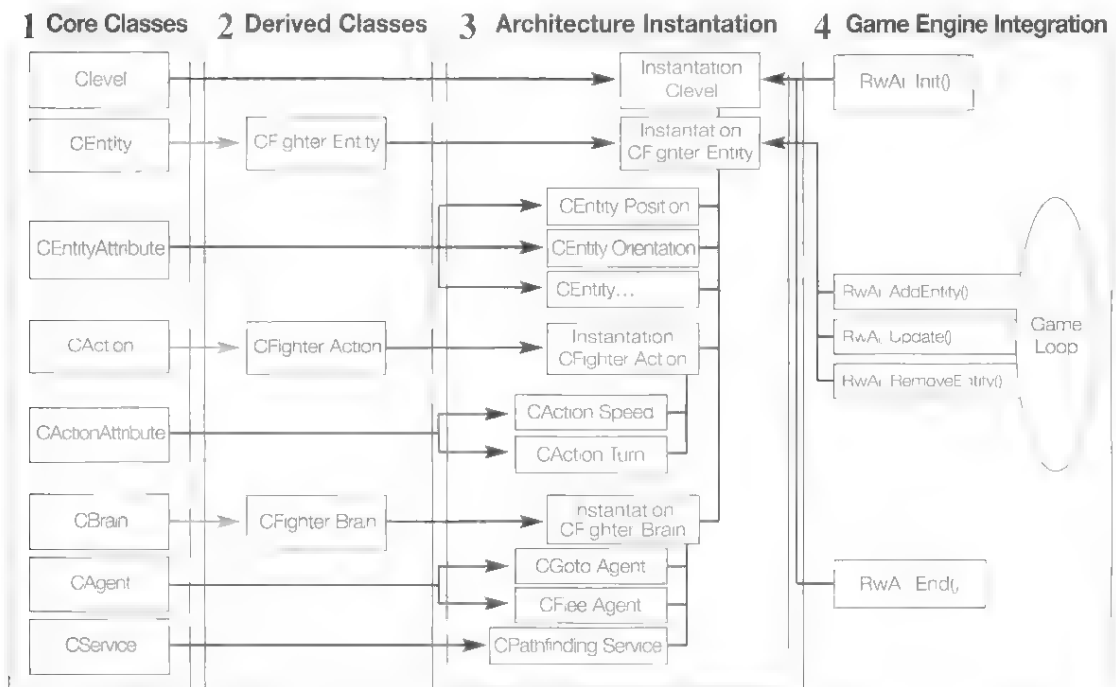 1 Core Classes
2 Derived Classes
3 Architecture Instantation
4 Game Engine Integration
Clevel
Instantation
Clevel
RwAi Init()
CEntity
CFighter Entity
Instantation
CFighter Entity
CEntityAttribute
CEntity Position
CEntity Orientation
CEntity...
RwAi AddEntity()
RwAi Update()
RwAi RemoveEntity()
Game
Loop
CAction
CFighter Action
Instantation
CFighter Action
CActionAttribute
CAction Speed
CAction Turn
CBrain
CFighter Brain
Instantation
CFighter Brain
CAgent
CGoto Agent
CFlee Agent
RwAi End()
CService
CPathfinding Service